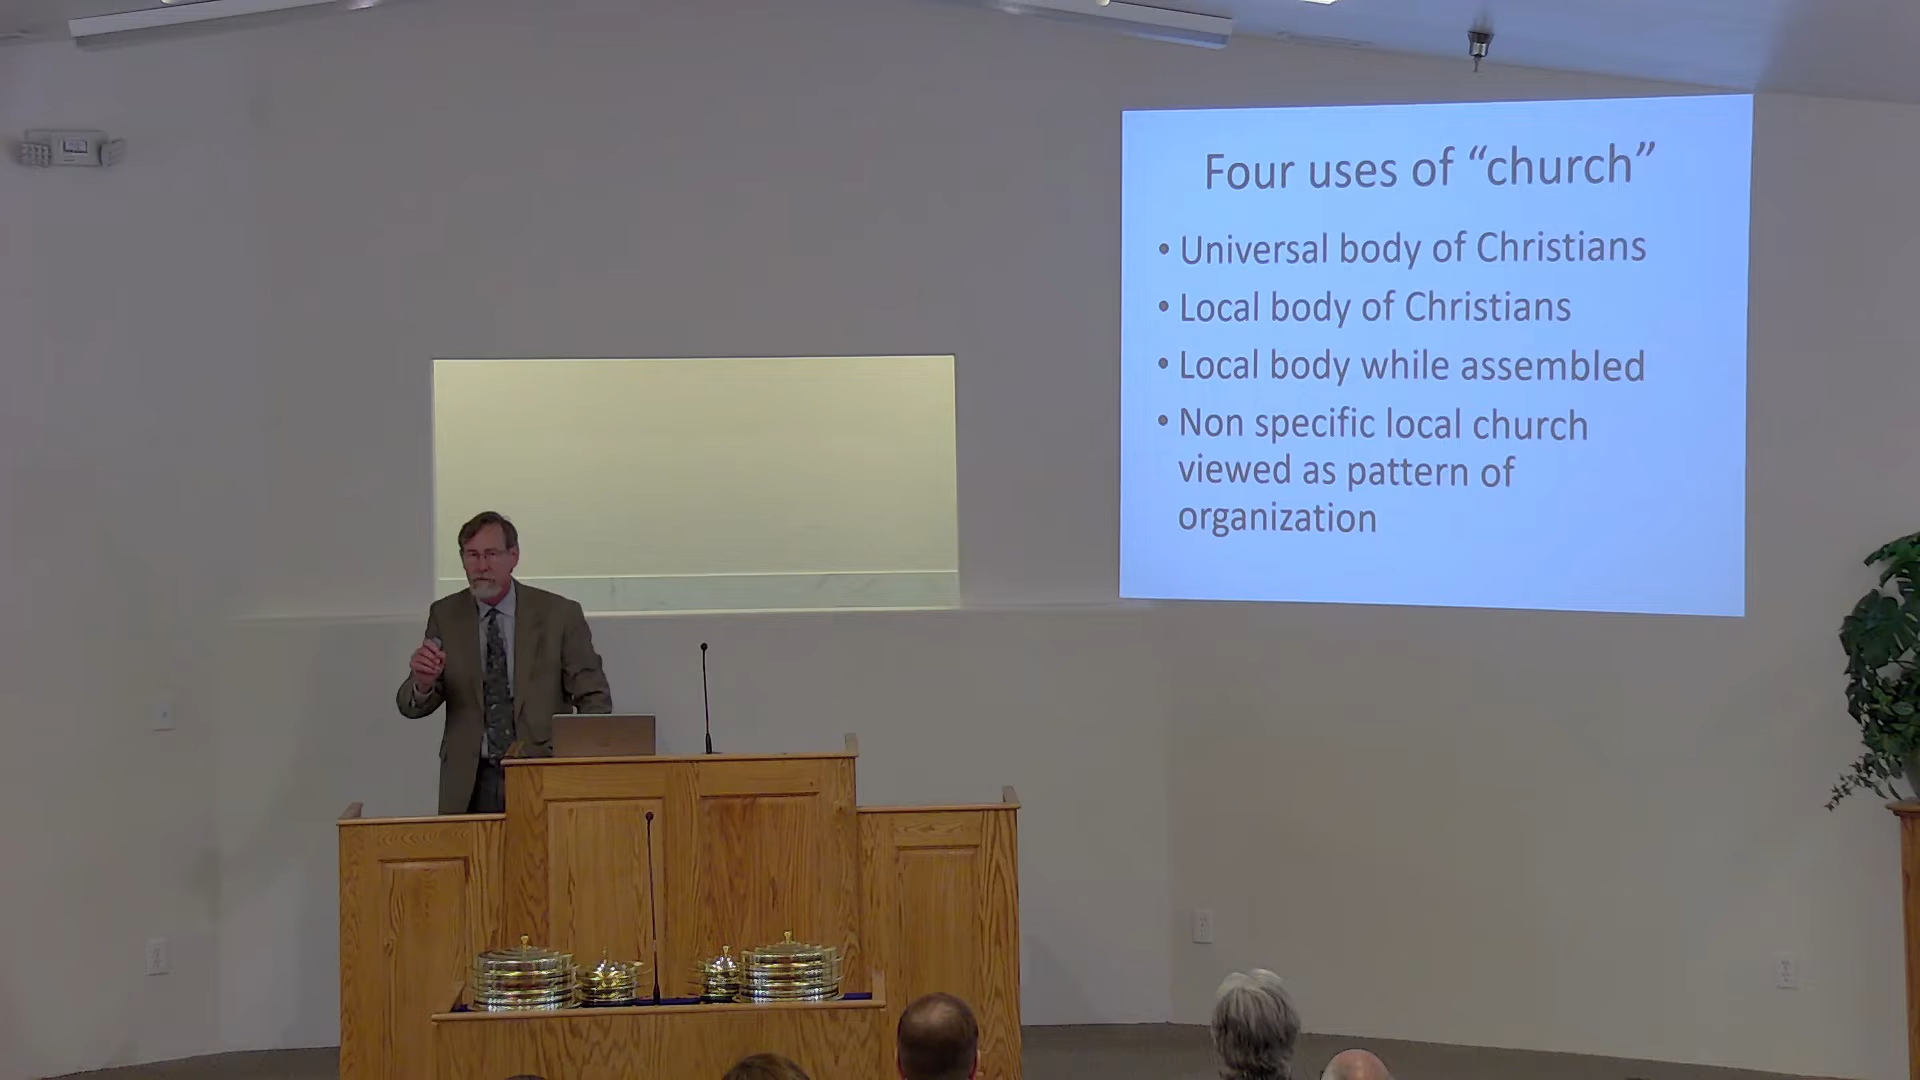 Four uses of “church”
• Universal body of Christians
• Local body of Christians
• Local body while assembled
• Non specific local church
viewed as pattern of
organization